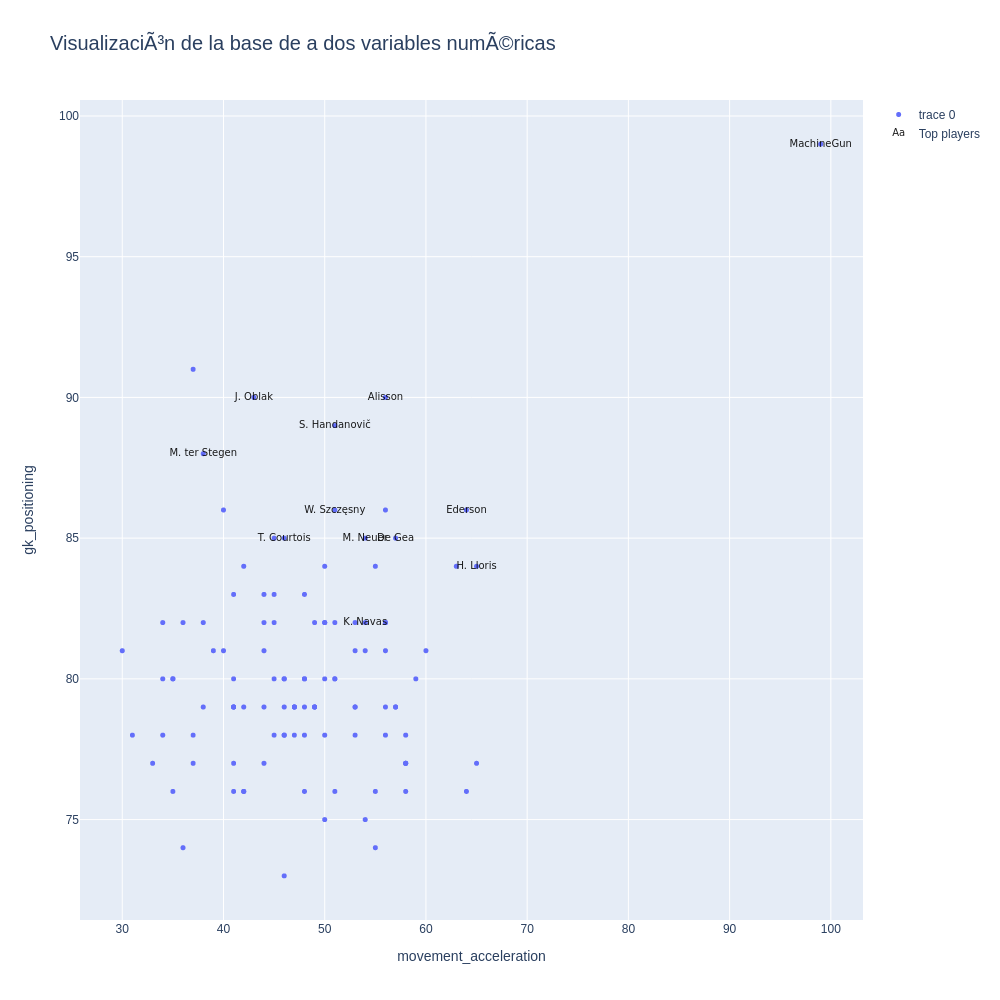 VisualizaciÃ³n de la base de a dos variables numÃ©ricas
trace 0
Aa Top players
100
95
90
85
80
75
gk_positioning
MachineGun
J. Oblak
Alisson
S. Handanovič
M. ter Stegen
W. Szczęsny
Ederson
T. Courtois
M. Neuer
De Gea
H. Lloris
K. Navas
30 40 50 60 70 80 90 100
movement_acceleration